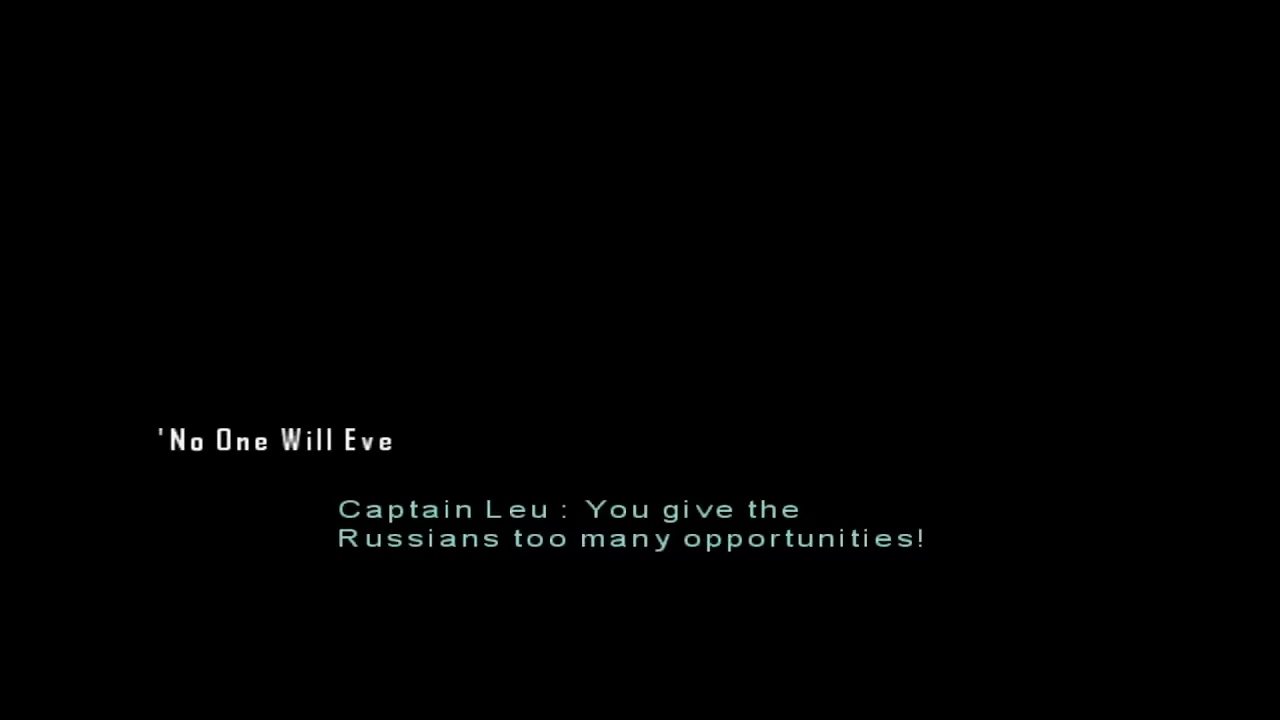 'No One Will Eve
Captain Leu : You give the
Russians too many opportunities!